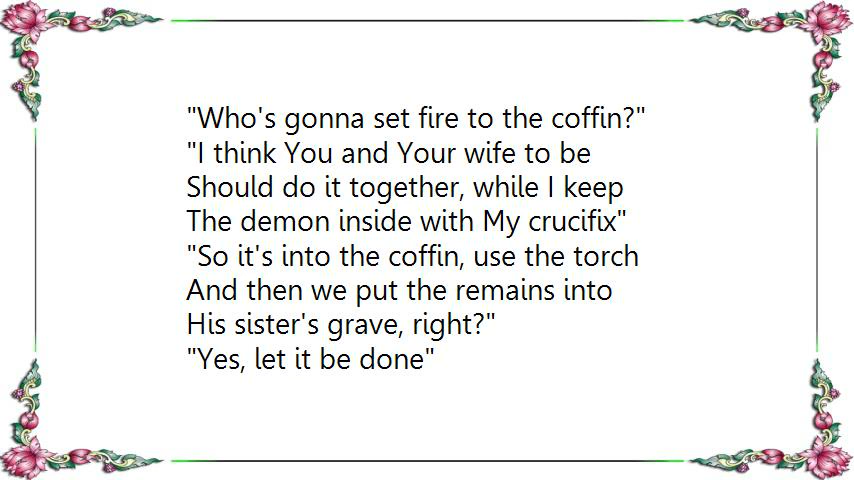 "Who's gonna set fire to the coffin?"
"I think You and Your wife to be
Should do it together, while I keep
The demon inside with My crucifix"
"So it's into the coffin, use the torch
And then we put the remains into
His sister's grave, right?"
"Yes, let it be done"